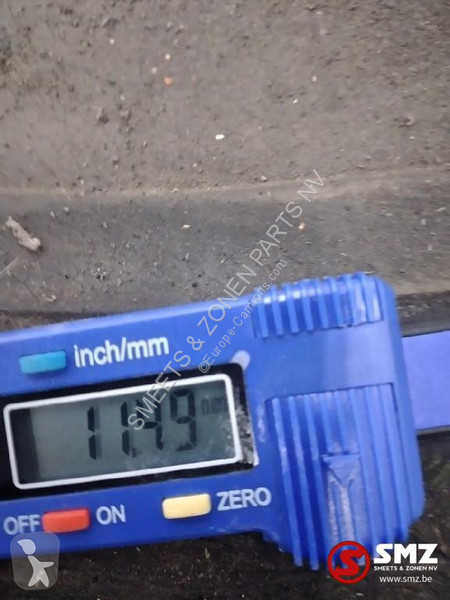 inch/mm
11.49 mm
OFF ON ZERO
SMEETS & ZONEN PARTS NV
©Europe-Camions.com
SMZ
SMEETS & ZONEN NV
www.smz.be